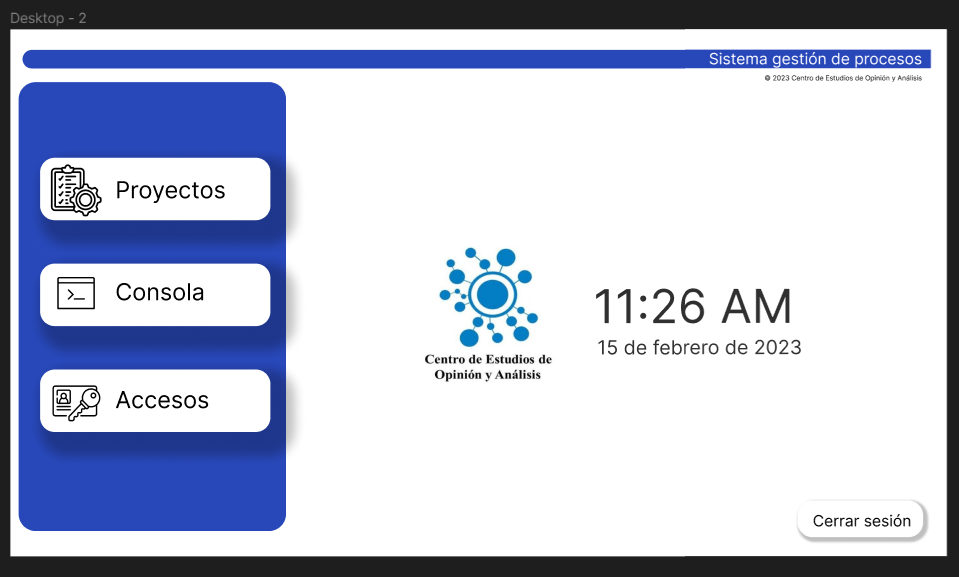 Desktop - 2
Sistema gestión de procesos
© 2023 Centro de Estudios de Opinión y Análisis
Proyectos
Consola
Accesos
Centro de Estudios de
Opinión y Análisis
11:26 AM
15 de febrero de 2023
Cerrar sesión